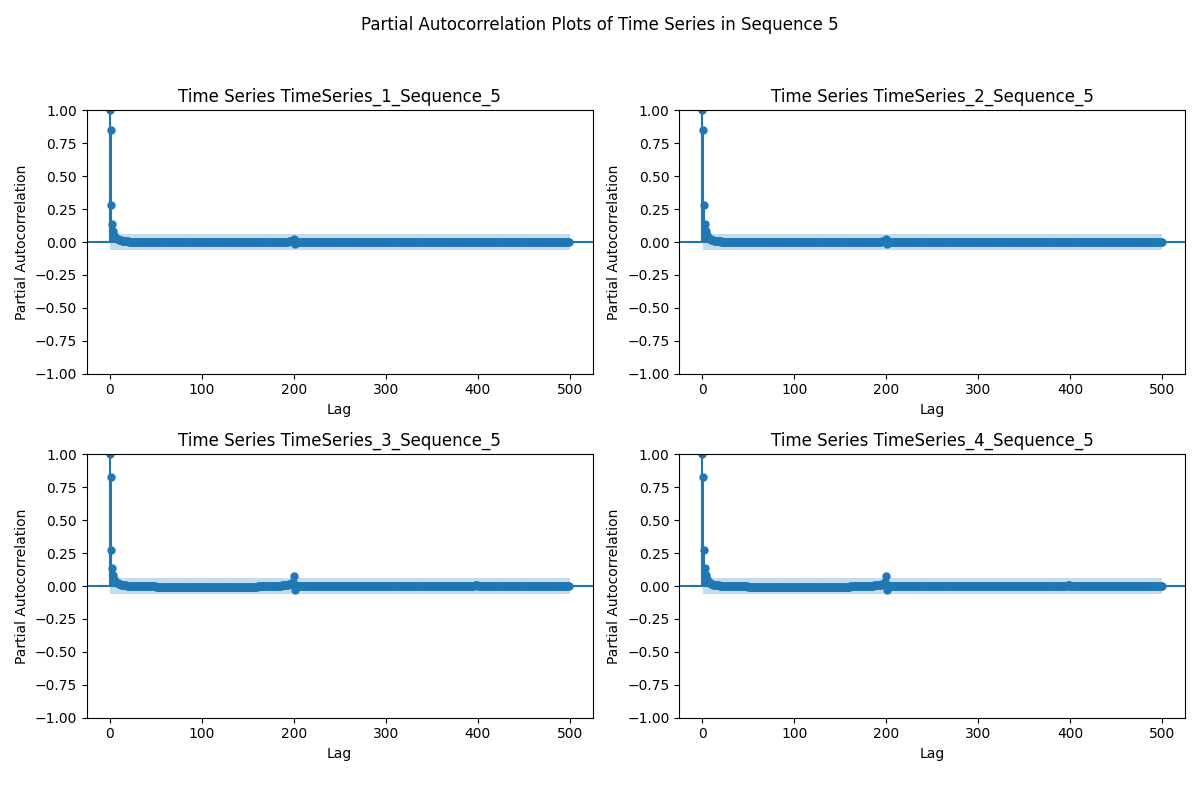 Partial Autocorrelation Plots of Time Series in Sequence 5
Time Series TimeSeries_1_Sequence_5
1.00
0.75
0.50
0.25
0.00
−0.25
−0.50
−0.75
−1.00
Partial Autocorrelation
0 100 200 300 400 500
Lag
Time Series TimeSeries_2_Sequence_5
1.00
0.75
0.50
0.25
0.00
−0.25
−0.50
−0.75
−1.00
Partial Autocorrelation
0 100 200 300 400 500
Lag
Time Series TimeSeries_3_Sequence_5
1.00
0.75
0.50
0.25
0.00
−0.25
−0.50
−0.75
−1.00
Partial Autocorrelation
0 100 200 300 400 500
Lag
Time Series TimeSeries_4_Sequence_5
1.00
0.75
0.50
0.25
0.00
−0.25
−0.50
−0.75
−1.00
Partial Autocorrelation
0 100 200 300 400 500
Lag